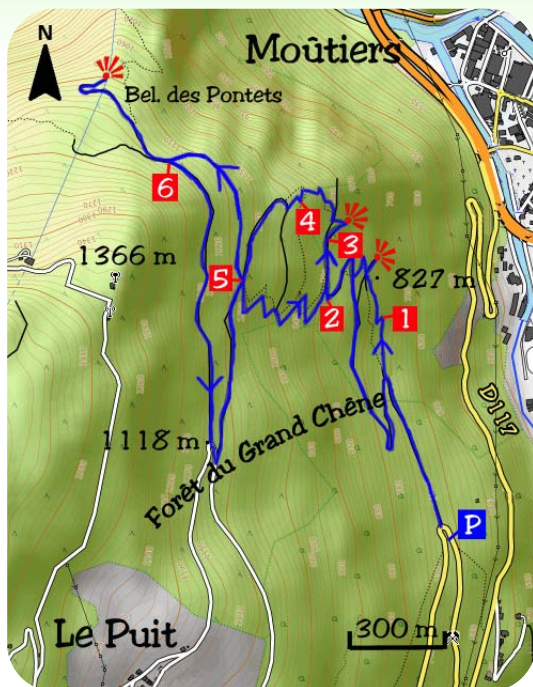 N
Moûtiers
Bel. des Pontets
6
4
3
1366 m
5
827 m
2
1
D117
1118 m
Forêt du Grand Chêne
P
Le Puit
300 m